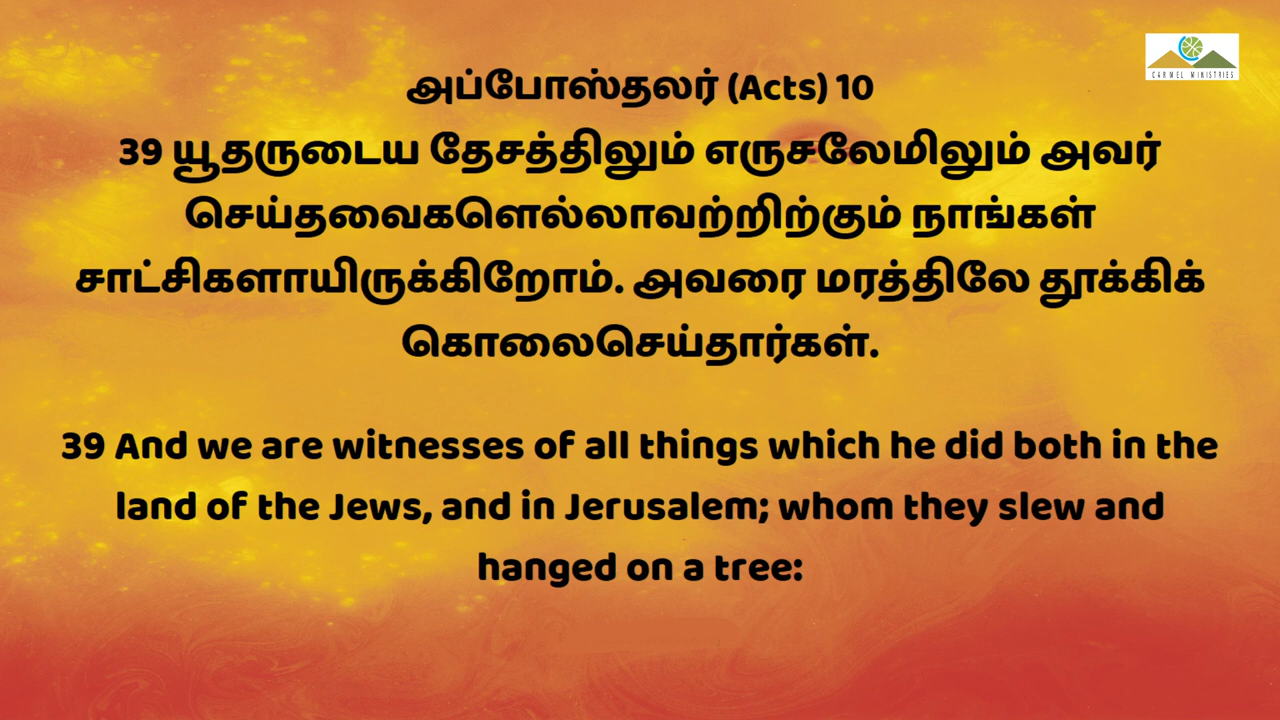 CARMEL MINISTRIES
அப்போஸ்தலர் (Acts) 10
39 யூதருடைய தேசத்திலும் எருசலேமிலும் அவர்
செய்தவைகளெல்லாவற்றிற்கும் நாங்கள்
சாட்சிகளாயிருக்கிறோம். அவரை மரத்திலே தூக்கிக்
கொலைசெய்தார்கள்.
39 And we are witnesses of all things which he did both in the
land of the Jews, and in Jerusalem; whom they slew and
hanged on a tree: